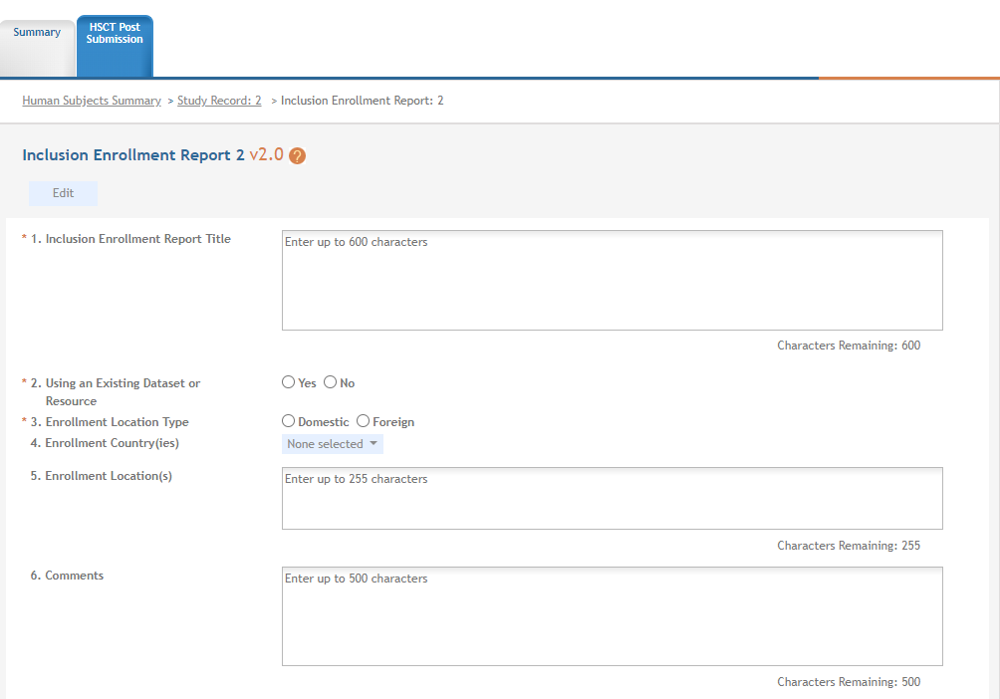 Summary
HSCT Post
Submission
Human Subjects Summary > Study Record: 2 > Inclusion Enrollment Report: 2
Inclusion Enrollment Report 2 v2.0 ?
Edit
* 1. Inclusion Enrollment Report Title
Enter up to 600 characters
Characters Remaining: 600
* 2. Using an Existing Dataset or
Resource
Yes No
* 3. Enrollment Location Type
Domestic Foreign
4. Enrollment Country(ies)
None selected
5. Enrollment Location(s)
Enter up to 255 characters
Characters Remaining: 255
6. Comments
Enter up to 500 characters
Characters Remaining: 500